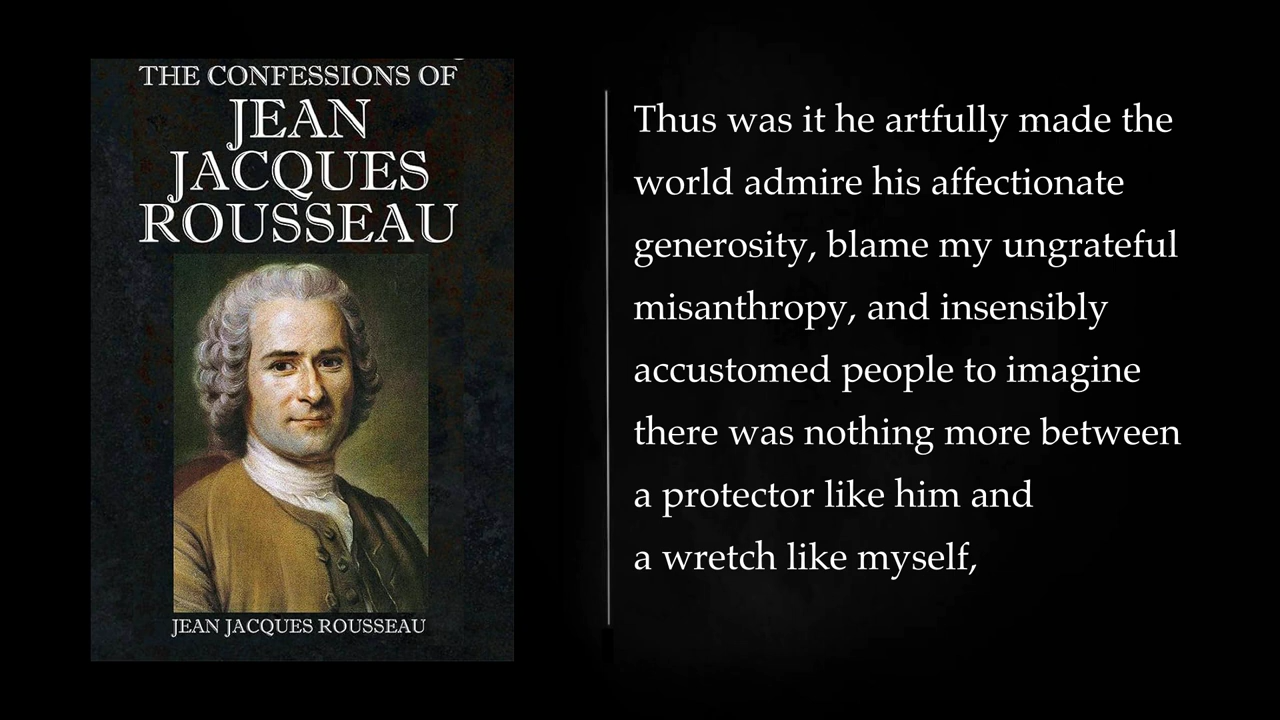 THE CONFESSIONS OF
JEAN
JACQUES
ROUSSEAU
JEAN JACQUES ROUSSEAU
Thus was it he artfully made the
world admire his affectionate
generosity, blame my ungrateful
misanthropy, and insensibly
accustomed people to imagine
there was nothing more between
a protector like him and
a wretch like myself,